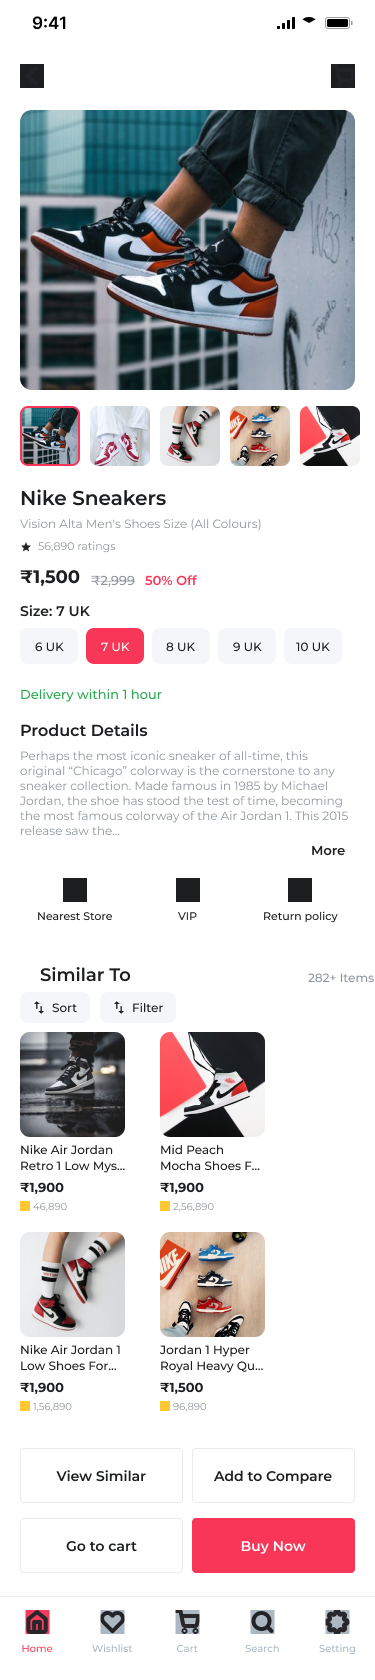 9:41
Nike Sneakers
Vision Alta Men's Shoes Size (All Colours)
★ 56,890 ratings
₹1,500 ₹2,999 50% Off
Size: 7 UK
6 UK 7 UK 8 UK 9 UK 10 UK
Delivery within 1 hour
Product Details
Perhaps the most iconic sneaker of all-time, this
original “Chicago” colorway is the cornerstone to any
sneaker collection. Made famous in 1985 by Michael
Jordan, the shoe has stood the test of time, becoming
the most famous colorway of the Air Jordan 1. This 2015
release saw the...
More
Nearest Store VIP Return policy
Similar To 282+ Items
Sort Filter
Nike Air Jordan
Retro 1 Low Mys...
₹1,900
46,890
Mid Peach
Mocha Shoes F...
₹1,900
2,56,890
NIKE
Nike Air Jordan 1
Low Shoes For...
₹1,900
1,56,890
Jordan 1 Hyper
Royal Heavy Qu...
₹1,500
96,890
View Similar Add to Compare
Go to cart Buy Now
Home Wishlist Cart Search Setting